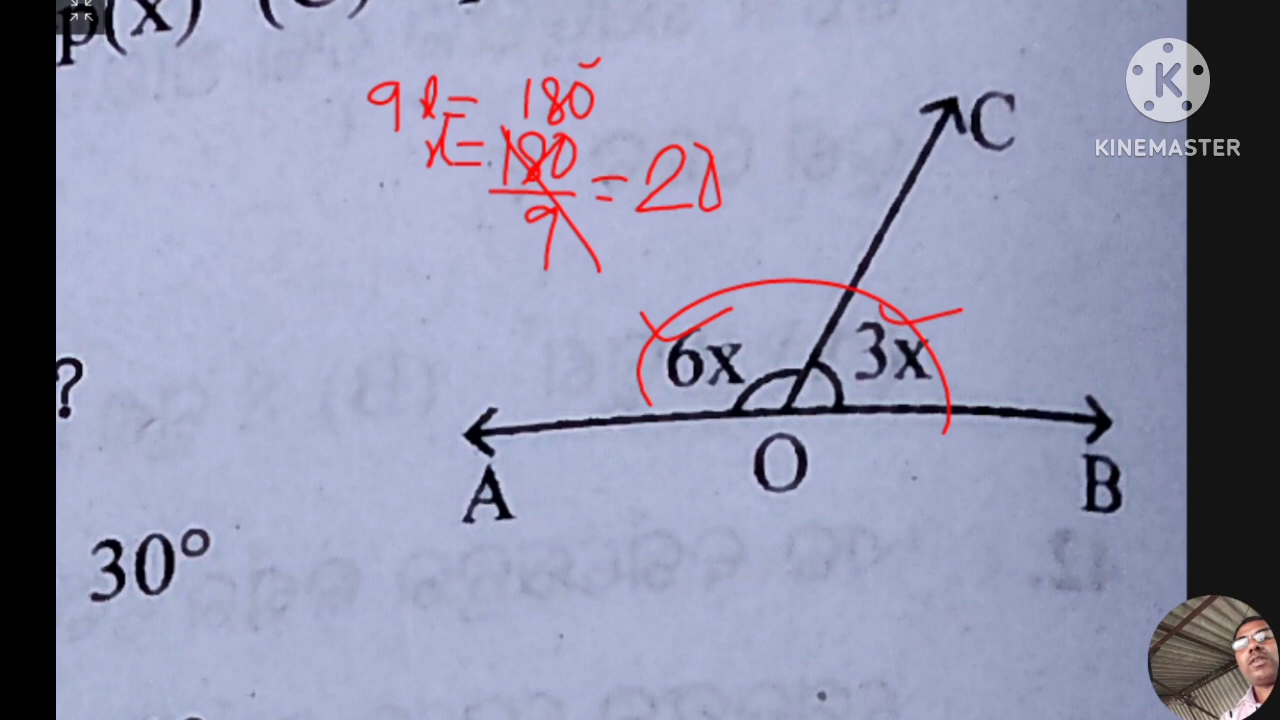 p(x)
9x = 180°
x = 180/9 = 20
K
KINEMASTER
C
6x
3x
?
A
O
B
30°